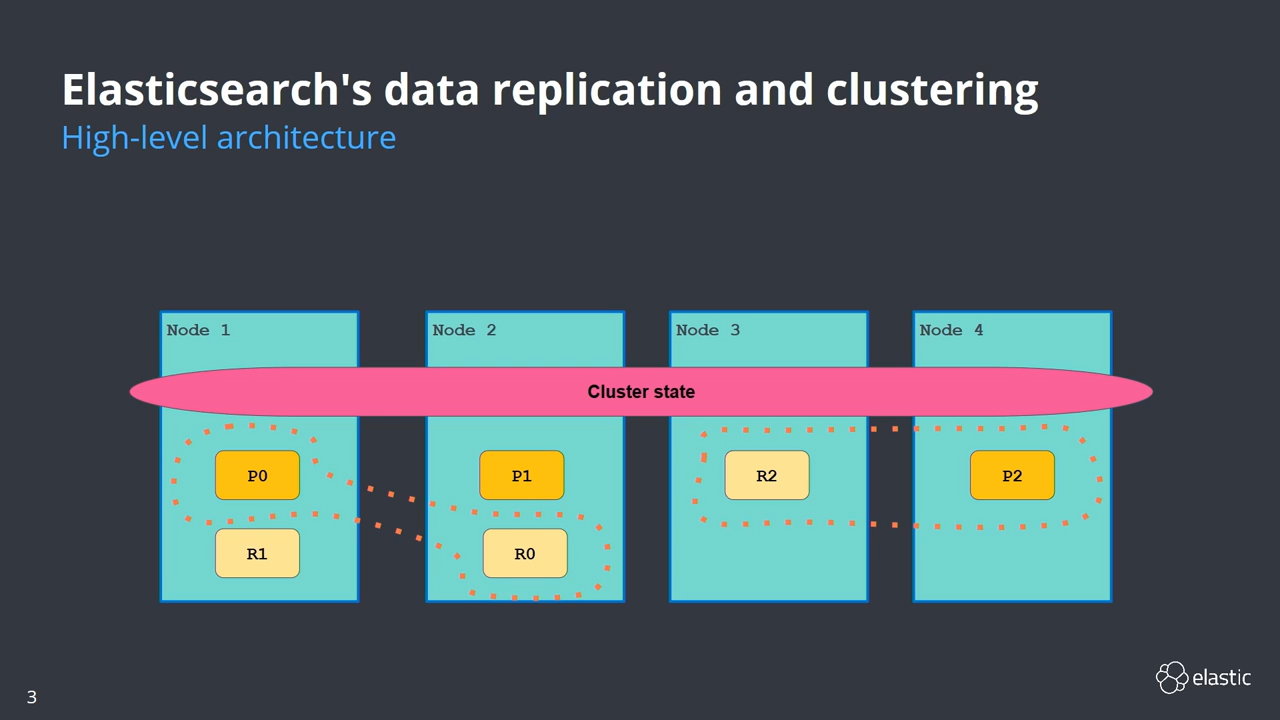 Elasticsearch's data replication and clustering
High-level architecture
Node 1
Node 2
Node 3
Node 4
Cluster state
P0
P1
R2
P2
R1
R0
3
elastic